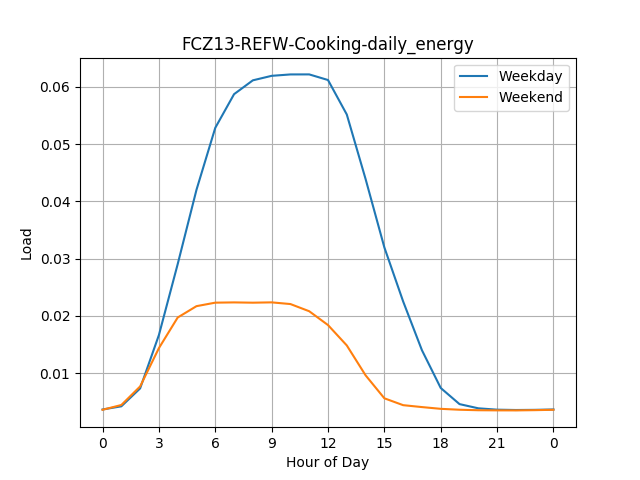 FCZ13-REFW-Cooking-daily_energy
Weekday
Weekend
0.06
0.05
0.04
0.03
0.02
0.01
Load
0 3 6 9 12 15 18 21 0
Hour of Day